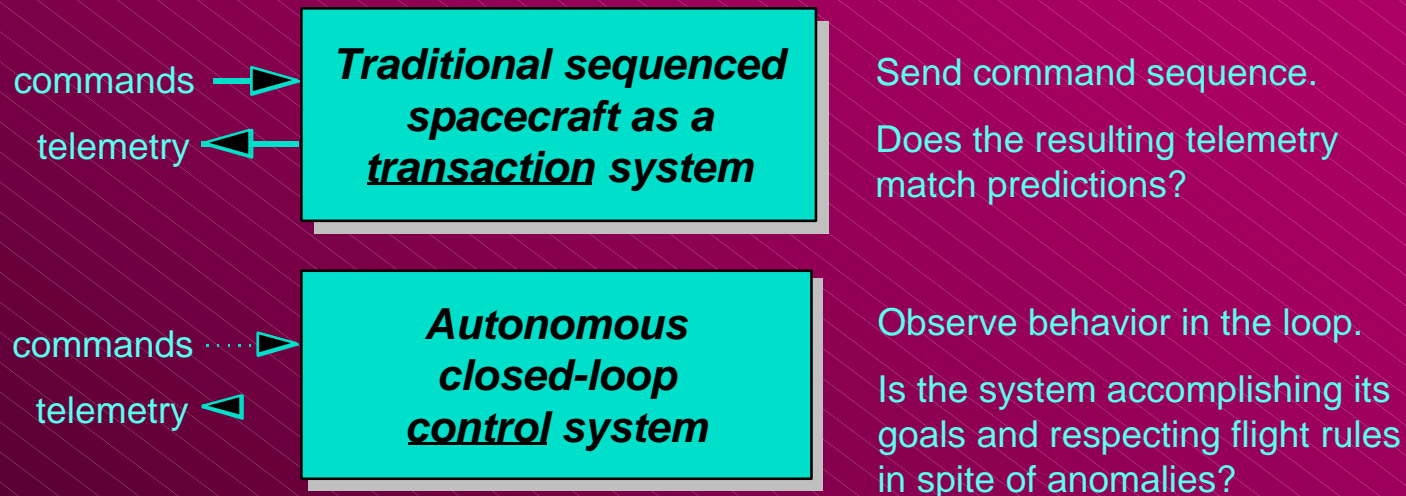 commands
telemetry
Traditional sequenced
spacecraft as a
transaction system
Send command sequence.
Does the resulting telemetry
match predictions?
commands
telemetry
Autonomous
closed-loop
control system
Observe behavior in the loop.
Is the system accomplishing its
goals and respecting flight rules
in spite of anomalies?